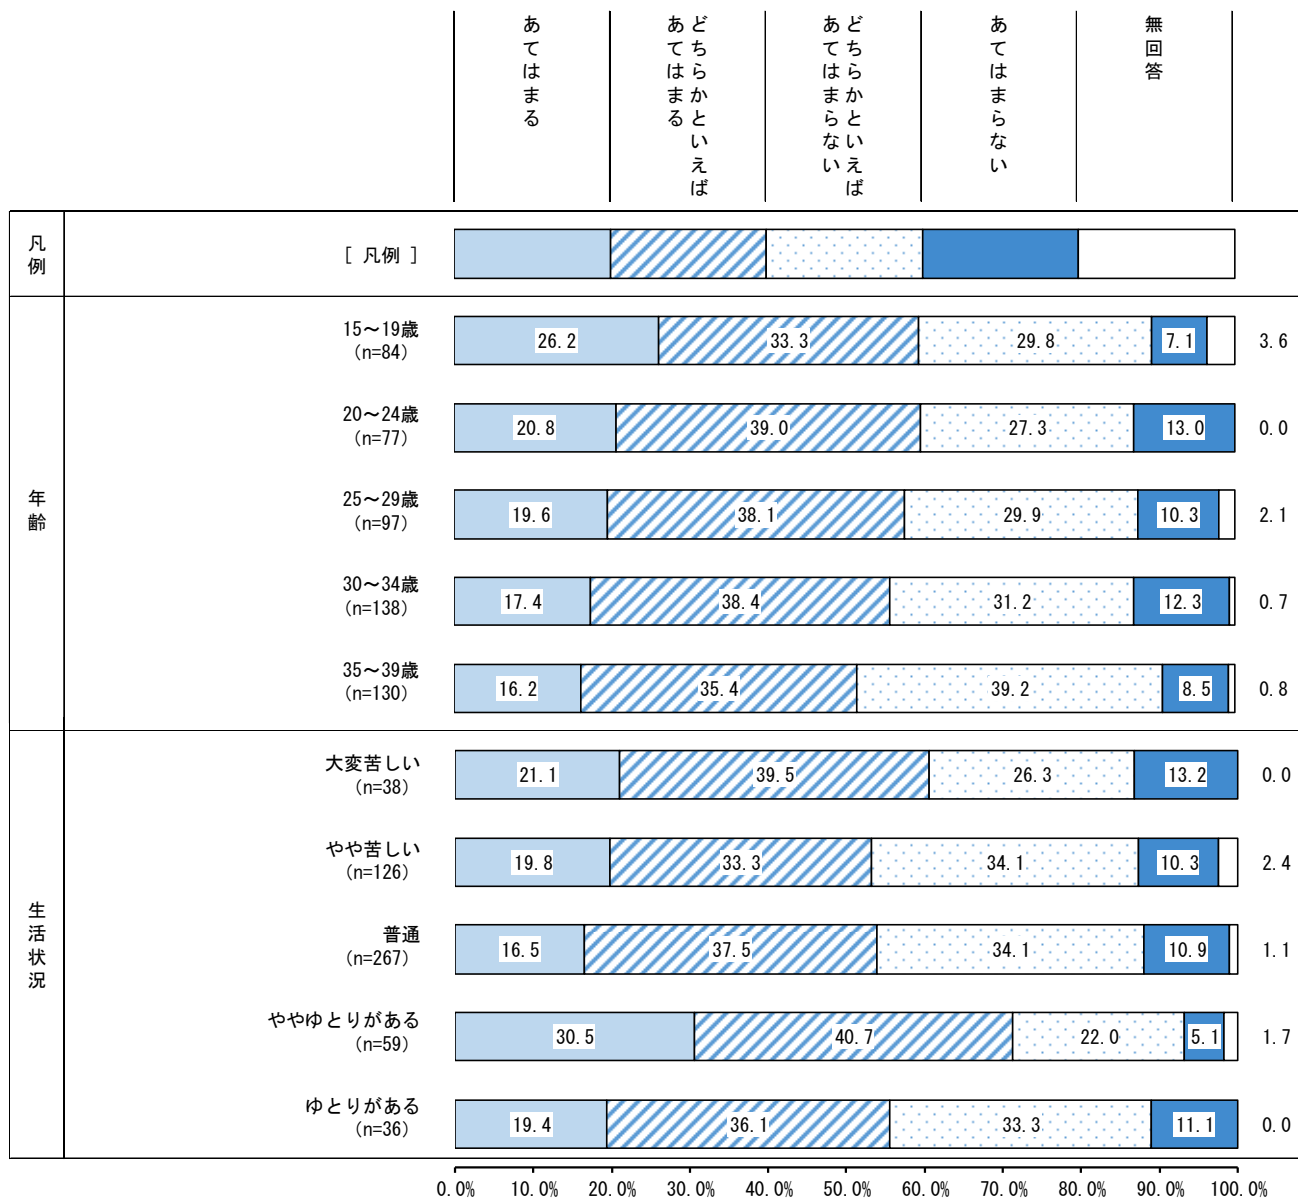 あてはまる
どちらかといえば
あてはまる
どちらかといえば
あてはまらない
あてはまらない
無回答
凡例
[ 凡例 ]
年齢
15～19歳
(n=84)
26.2 33.3 29.8 7.1 3.6
20～24歳
(n=77)
20.8 39.0 27.3 13.0 0.0
25～29歳
(n=97)
19.6 38.1 29.9 10.3 2.1
30～34歳
(n=138)
17.4 38.4 31.2 12.3 0.7
35～39歳
(n=130)
16.2 35.4 39.2 8.5 0.8
生活状況
大変苦しい
(n=38)
21.1 39.5 26.3 13.2 0.0
やや苦しい
(n=126)
19.8 33.3 34.1 10.3 2.4
普通
(n=267)
16.5 37.5 34.1 10.9 1.1
ややゆとりがある
(n=59)
30.5 40.7 22.0 5.1 1.7
ゆとりがある
(n=36)
19.4 36.1 33.3 11.1 0.0
0.0% 10.0% 20.0% 30.0% 40.0% 50.0% 60.0% 70.0% 80.0% 90.0% 100.0%